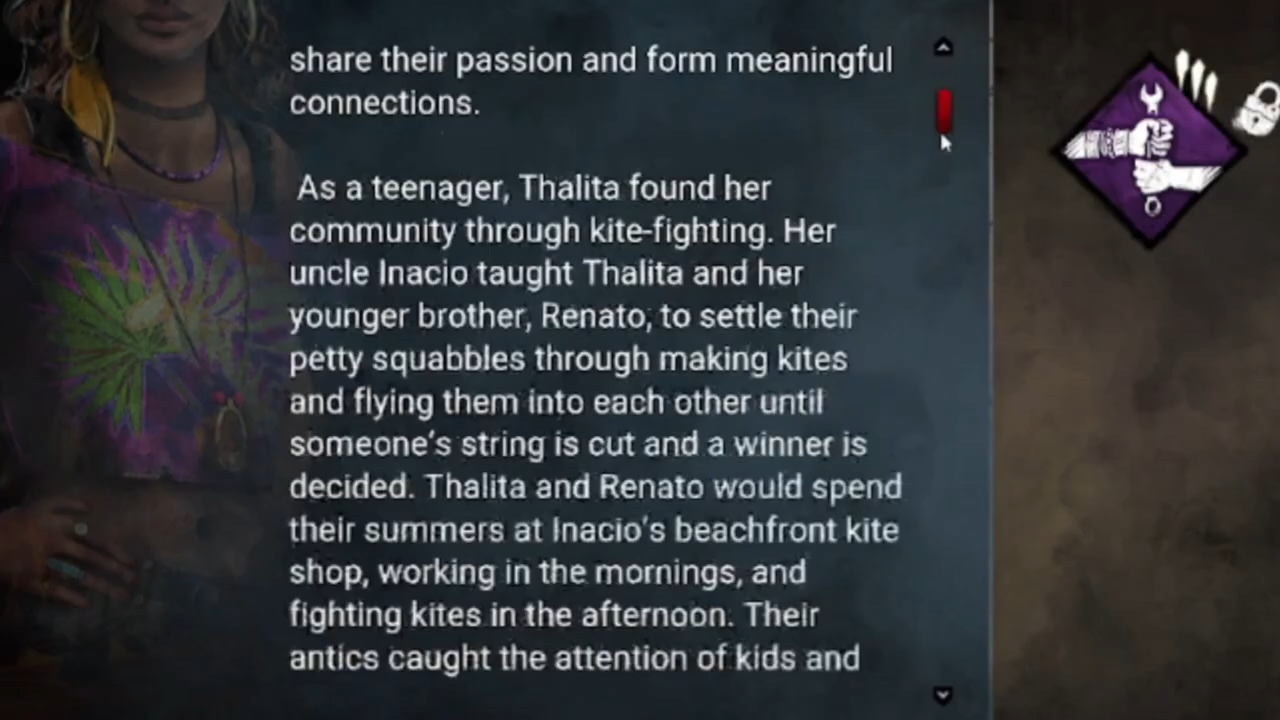 share their passion and form meaningful
connections.
As a teenager, Thalita found her
community through kite-fighting. Her
uncle Inacio taught Thalita and her
younger brother, Renato, to settle their
petty squabbles through making kites
and flying them into each other until
someone's string is cut and a winner is
decided. Thalita and Renato would spend
their summers at Inacio's beachfront kite
shop, working in the mornings, and
fighting kites in the afternoon. Their
antics caught the attention of kids and